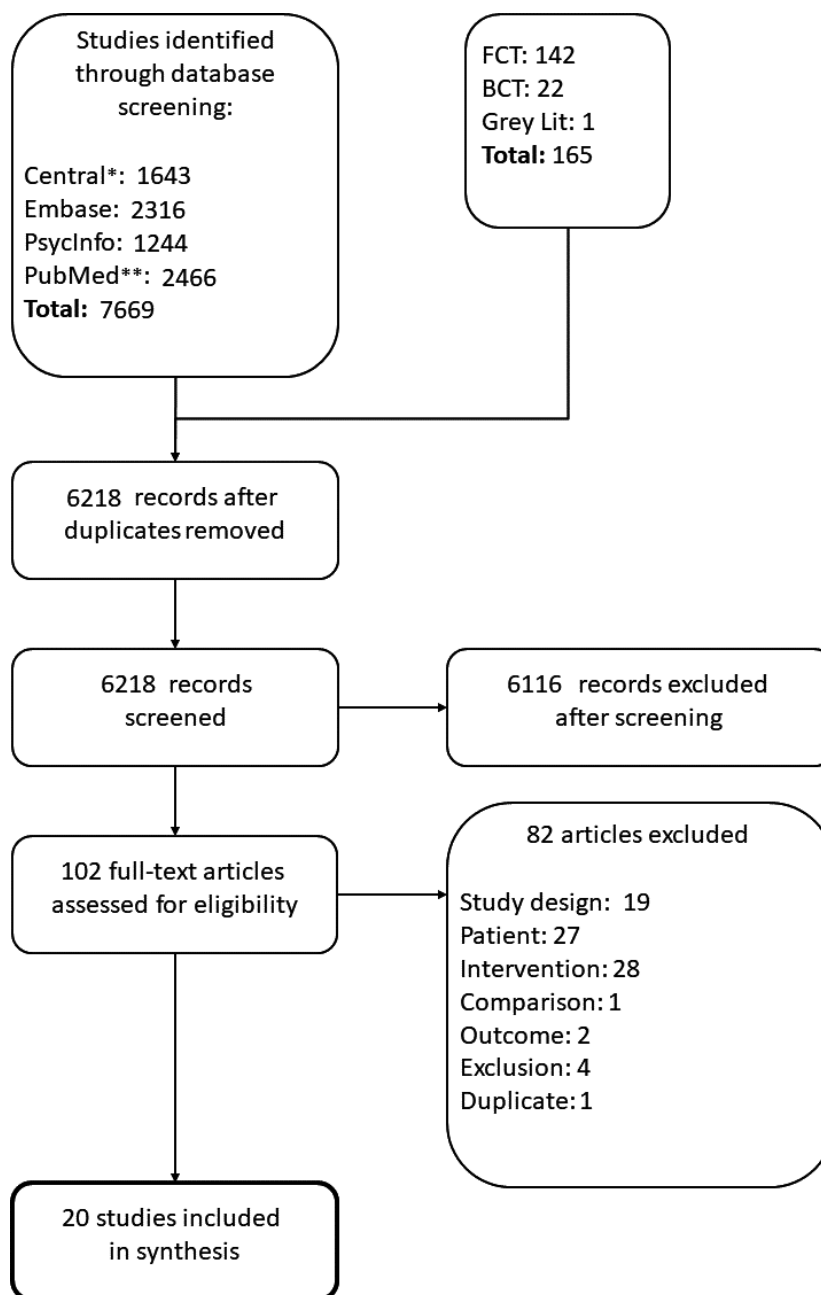 Studies identified
through database
screening:
Central*: 1643
Embase: 2316
PsycInfo: 1244
PubMed**: 2466
Total: 7669
FCT: 142
BCT: 22
Grey Lit: 1
Total: 165
6218 records after
duplicates removed
6218 records
screened
6116 records excluded
after screening
102 full-text articles
assessed for eligibility
82 articles excluded
Study design: 19
Patient: 27
Intervention: 28
Comparison: 1
Outcome: 2
Exclusion: 4
Duplicate: 1
20 studies included
in synthesis